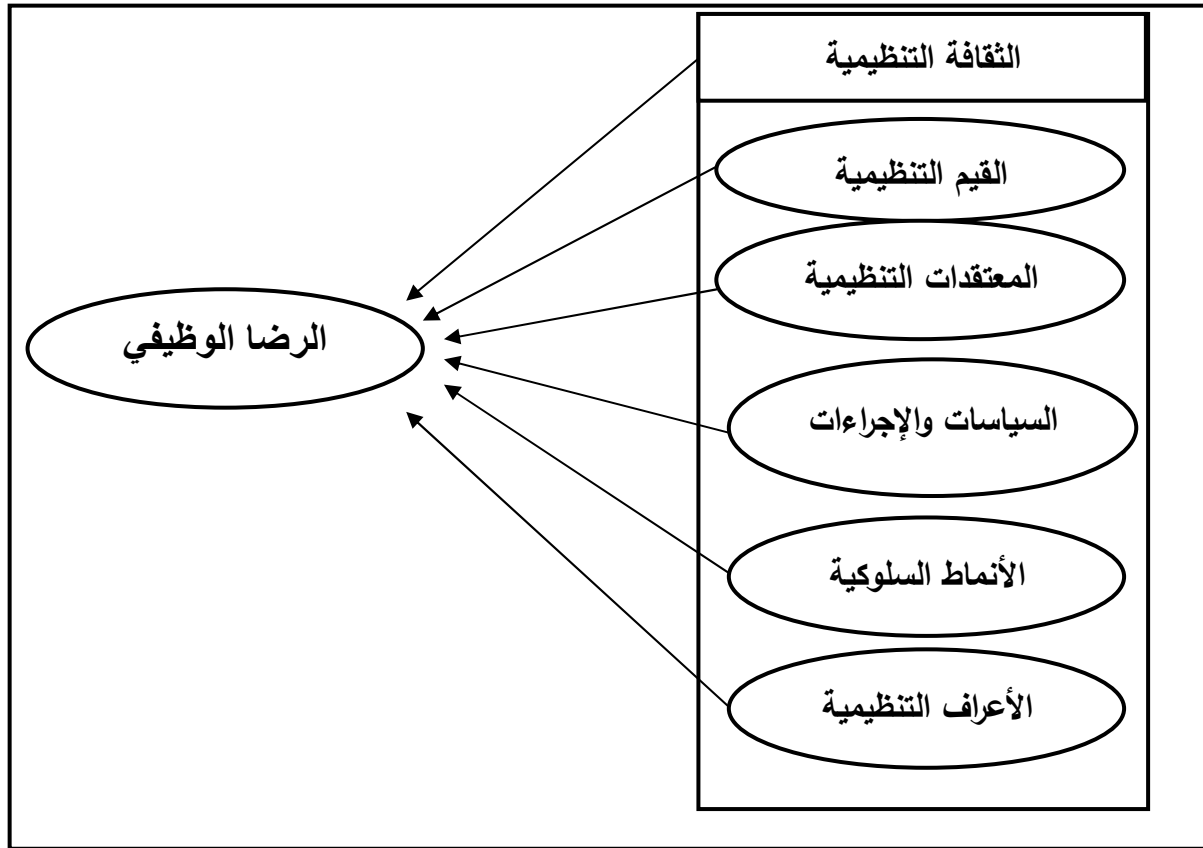 الثقافة التنظيمية
القيم التنظيمية
المعتقدات التنظيمية
الرضا الوظيفي
السياسات والإجراءات
الأنماط السلوكية
الأعراف التنظيمية